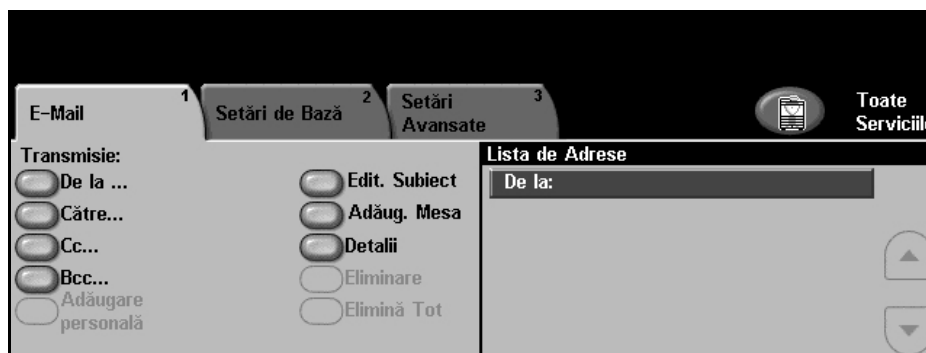 E-Mail
1
Setări de Bază
2
Setări
Avansate
3
Toate
Serviciile
Transmisie:
De la ...
Către...
Cc...
Bcc...
Adăugare
personală
Edit. Subiect
Adăug. Mesa
Detalii
Eliminare
Elimină Tot
Lista de Adrese
De la: